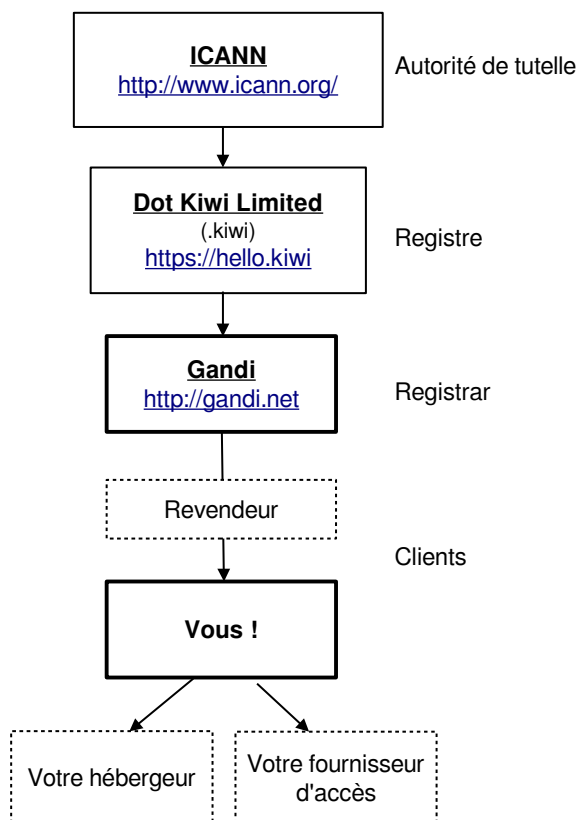 ICANN
http://www.icann.org/
Autorité de tutelle
Dot Kiwi Limited
(.kiwi)
https://hello.kiwi
Registre
Gandi
http://gandi.net
Registrar
Revendeur
Clients
Vous !
Votre hébergeur
Votre fournisseur
d'accès